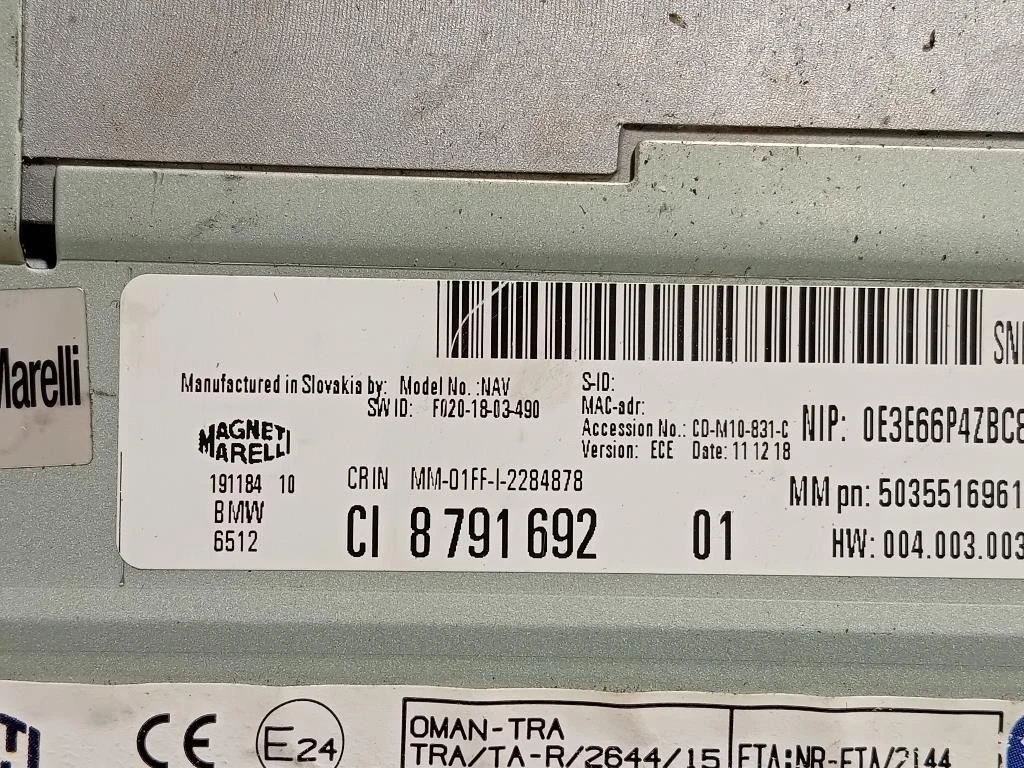 SN
Marelli
Manufactured in Slovakia by: Model No. :NAV
SW ID: F020-18-03-490
S-ID:
MAC-adr:
Accession No.: CD-M10-831-C
Version: ECE Date: 11 12 18
NIP: 0E3E66P4ZBC8
MAGNETI
MARELLI
191184 10
BMW
6512
CRIN MM-01FF-I-2284878
CI 8 791 692 01
MM pn: 5035516961
HW: 004.003.003
CE
E24
OMAN-TRA
TRA/TA-R/2644/15
ETA:NR-ETA/2144